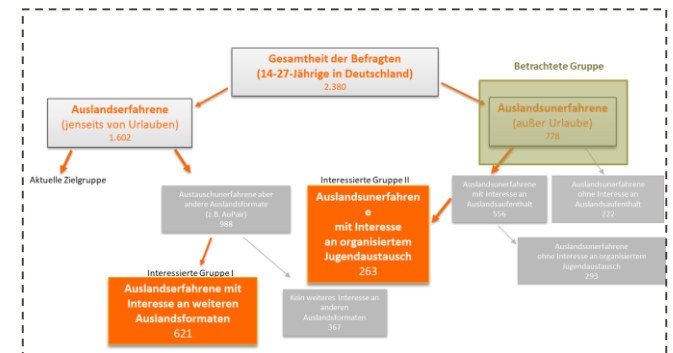 Gesamtheit der Befragten
(14-27-Jährige in Deutschland)
2.380
Betrachtete Gruppe
Auslandserfahrene
(jenseits von Urlauben)
1.602
Auslandsunerfahrene
(außer Urlaube)
778
Aktuelle Zielgruppe
Austauschunerfahrene aber
andere Auslandsformate
(z.B. AuPair)
988
Interessierte Gruppe II
Auslandsunerfahren
e
mit Interesse
an organisiertem
Jugendaustausch
263
Auslandsunerfahrene
mit Interesse an
Auslandsaufenthalt
556
Auslandsunerfahrene
ohne Interesse an
Auslandsaufenthalt
222
Auslandsunerfahrene
ohne Interesse an organisiertem
Jugendaustausch
293
Interessierte Gruppe I
Auslandserfahrene mit
Interesse an weiteren
Auslandsformaten
621
Kein weiteres Interesse an
anderen
Auslandsformaten
367